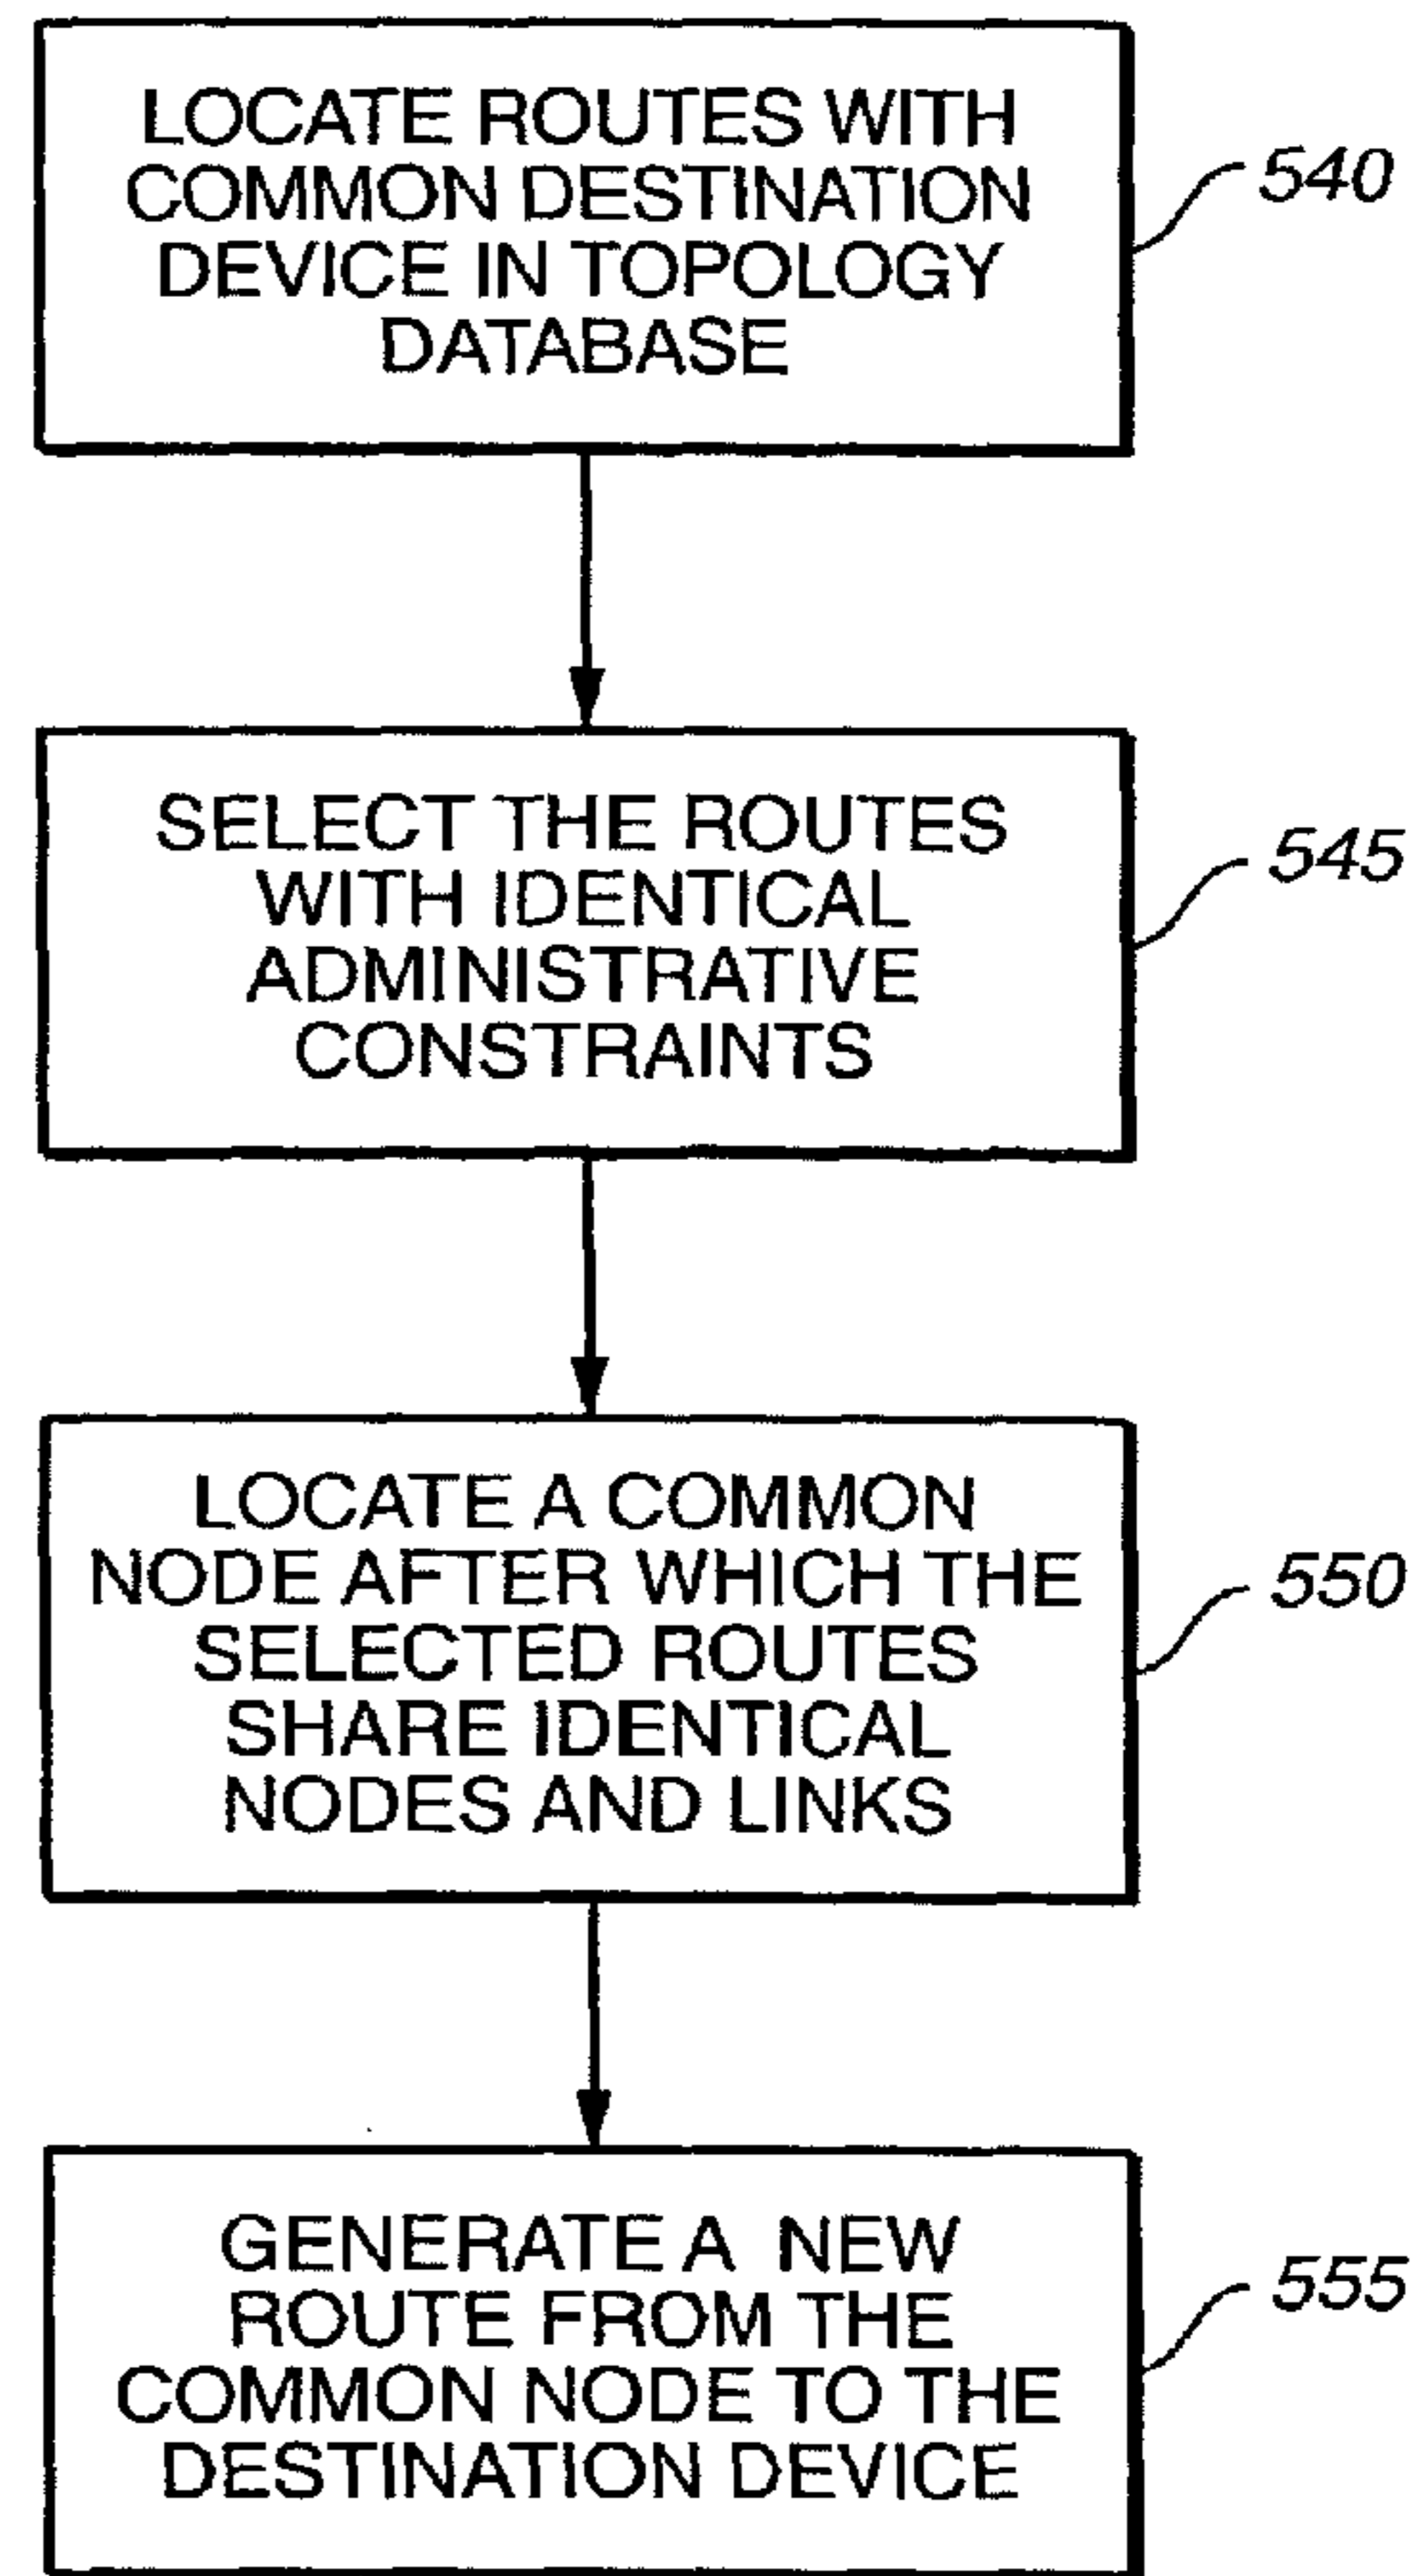 LOCATE ROUTES WITH
COMMON DESTINATION
DEVICE IN TOPOLOGY
DATABASE
540
SELECT THE ROUTES
WITH IDENTICAL
ADMINISTRATIVE
CONSTRAINTS
545
LOCATE A COMMON
NODE AFTER WHICH THE
SELECTED ROUTES
SHARE IDENTICAL
NODES AND LINKS
550
GENERATE A NEW
ROUTE FROM THE
COMMON NODE TO THE
DESTINATION DEVICE
555